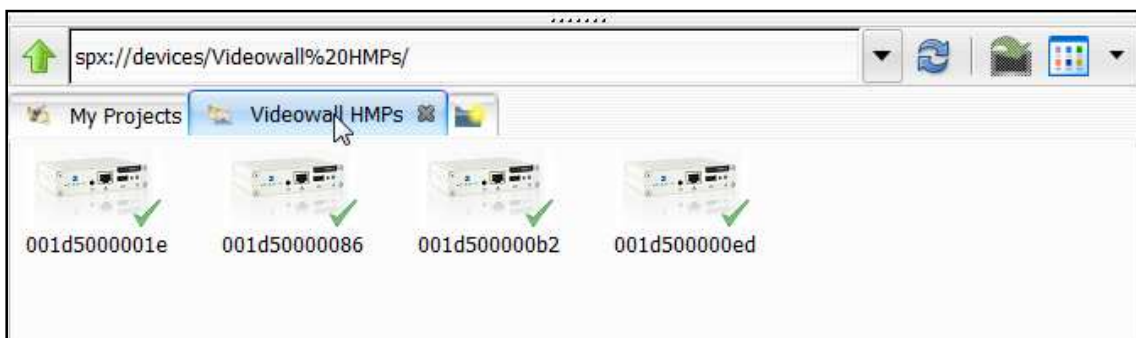 spx://devices/Videowall%20HMPs/
My Projects Videowall HMPs
001d5000001e 001d50000086 001d500000b2 001d500000ed